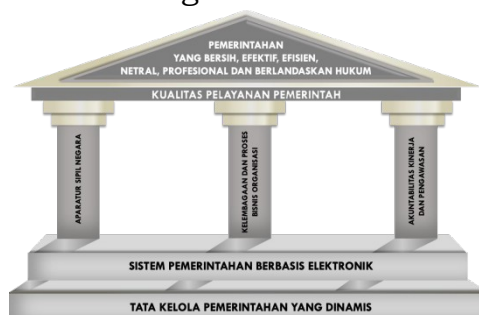 PEMERINTAHAN
YANG BERSIH, EFEKTIF, EFISIEN,
NETRAL, PROFESIONAL DAN BERLANDASKAN HUKUM
KUALITAS PELAYANAN PEMERINTAH
APARATUR SIPIL NEGARA
KELEMBAGAAN DAN PROSES
BISNIS ORGANISASI
AKUNTABILITAS KINERJA
DAN PENGAWASAN
SISTEM PEMERINTAHAN BERBASIS ELEKTRONIK
TATA KELOLA PEMERINTAHAN YANG DINAMIS